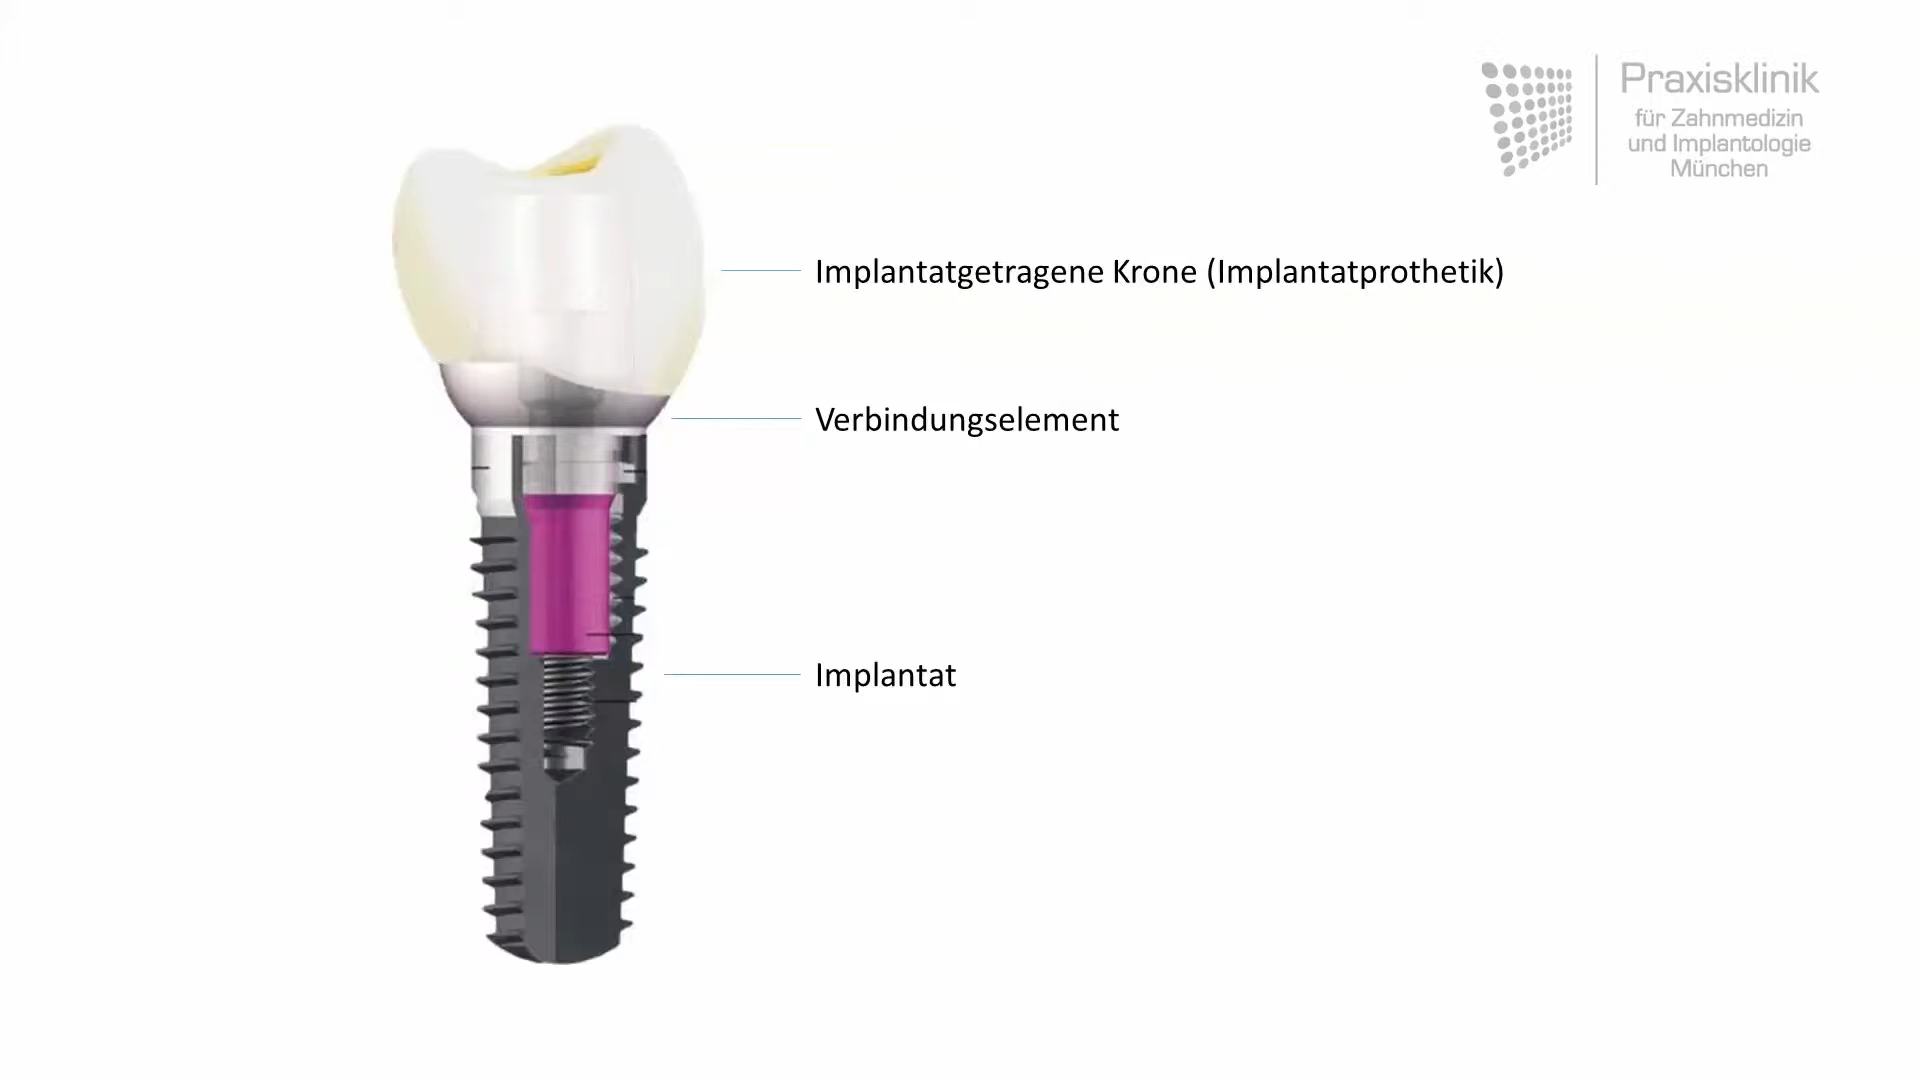 Praxisklinik
für Zahnmedizin
und Implantologie
München
Implantatgetragene Krone (Implantatprothetik)
Verbindungselement
Implantat